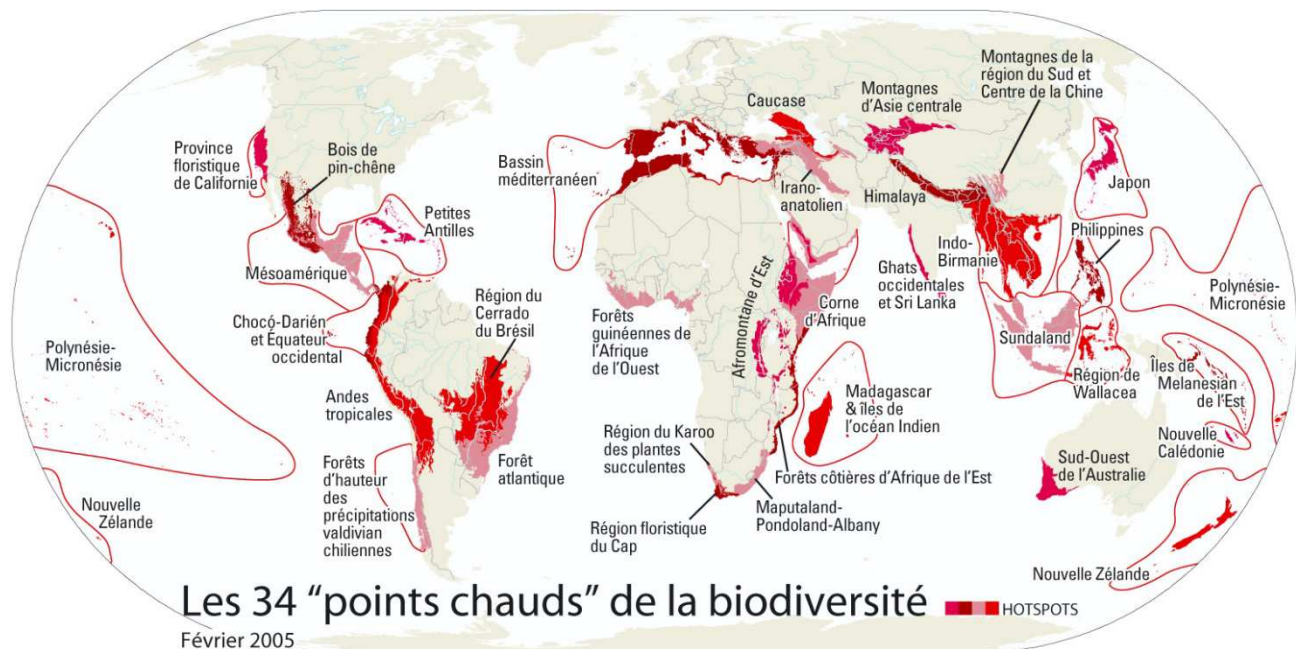 Montagnes de la
région du Sud et
Centre de la Chine
Montagnes
d'Asie centrale
Caucase
Province
floristique
de Californie
Bois de
pin-chêne
Bassin
méditerranéen
Irano-
anatolien
Himalaya
Japon
Petites
Antilles
Philippines
Mésoamérique
Indo-
Birmanie
Ghats
occidentales
et Sri Lanka
Région du
Cerrado
du Brésil
Afromontane d'Est
Corne
d'Afrique
Polynésie-
Micronésie
Chocó-Darién
et Équateur
occidental
Forêts
guinéennes de
l'Afrique
de l'Ouest
Sundaland
Polynésie-
Micronésie
Région de
Wallacea
Îles de
Melanesian
de l'Est
Andes
tropicales
Madagascar
& îles de
l'océan Indien
Nouvelle
Calédonie
Région du Karoo
des plantes
succulentes
Sud-Ouest
de l'Australie
Forêts
d'hauteur
des
précipitations
valdivian
chiliennes
Forêt
atlantique
Forêts côtières d'Afrique de l'Est
Nouvelle
Zélande
Maputaland-
Pondoland-Albany
Région floristique
du Cap
Nouvelle Zélande
Les 34 “points chauds” de la biodiversité
HOTSPOTS
Février 2005